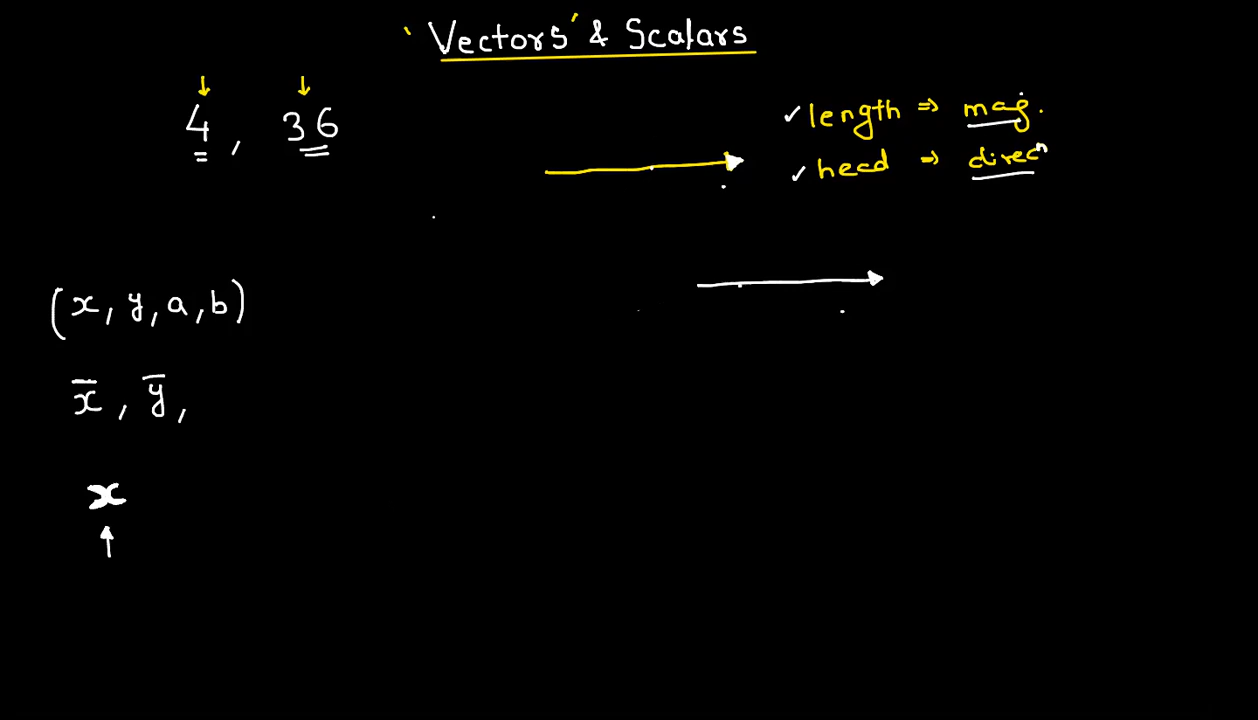 ‘Vectors’ & Scalars
4, 36
length ⇒ mag.
head ⇒ direcⁿ
(x, y, a, b)
x̅, y̅,
x